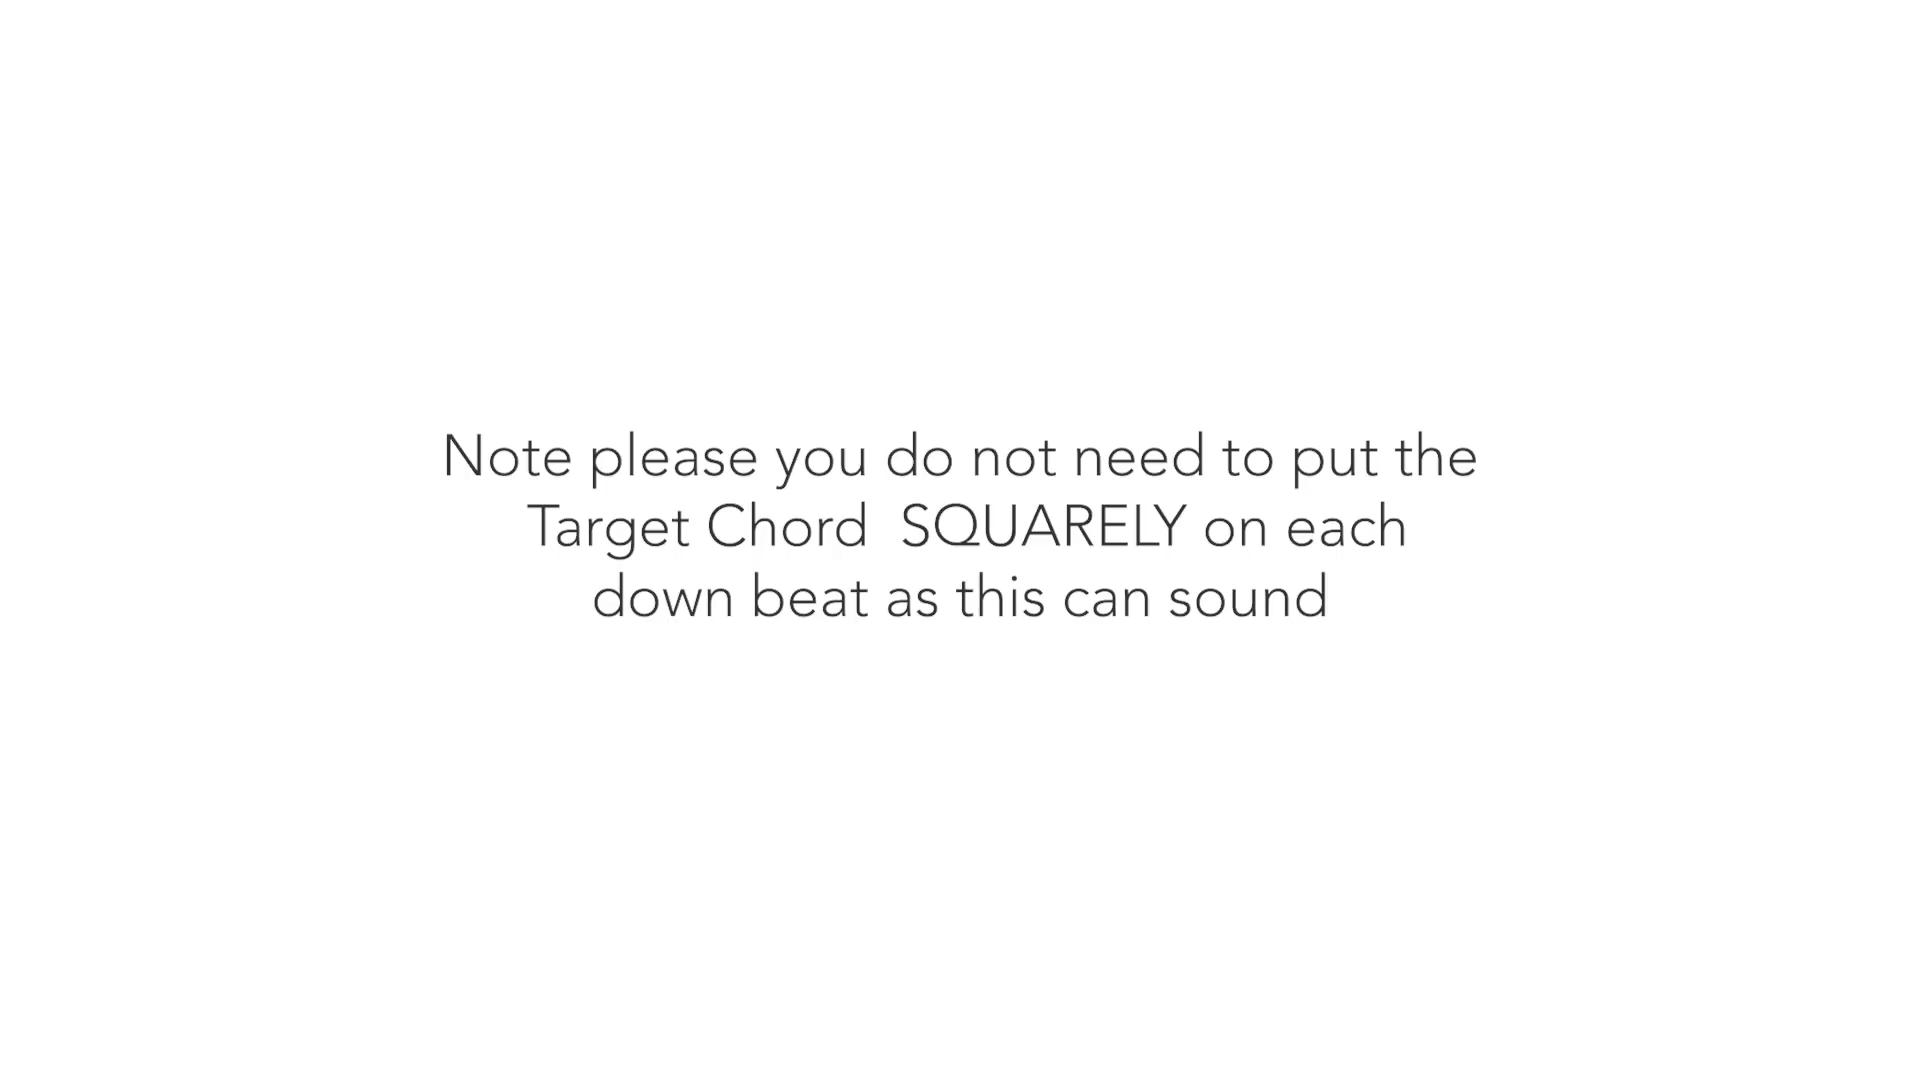 Note please you do not need to put the
Target Chord  SQUARELY on each
down beat as this can sound